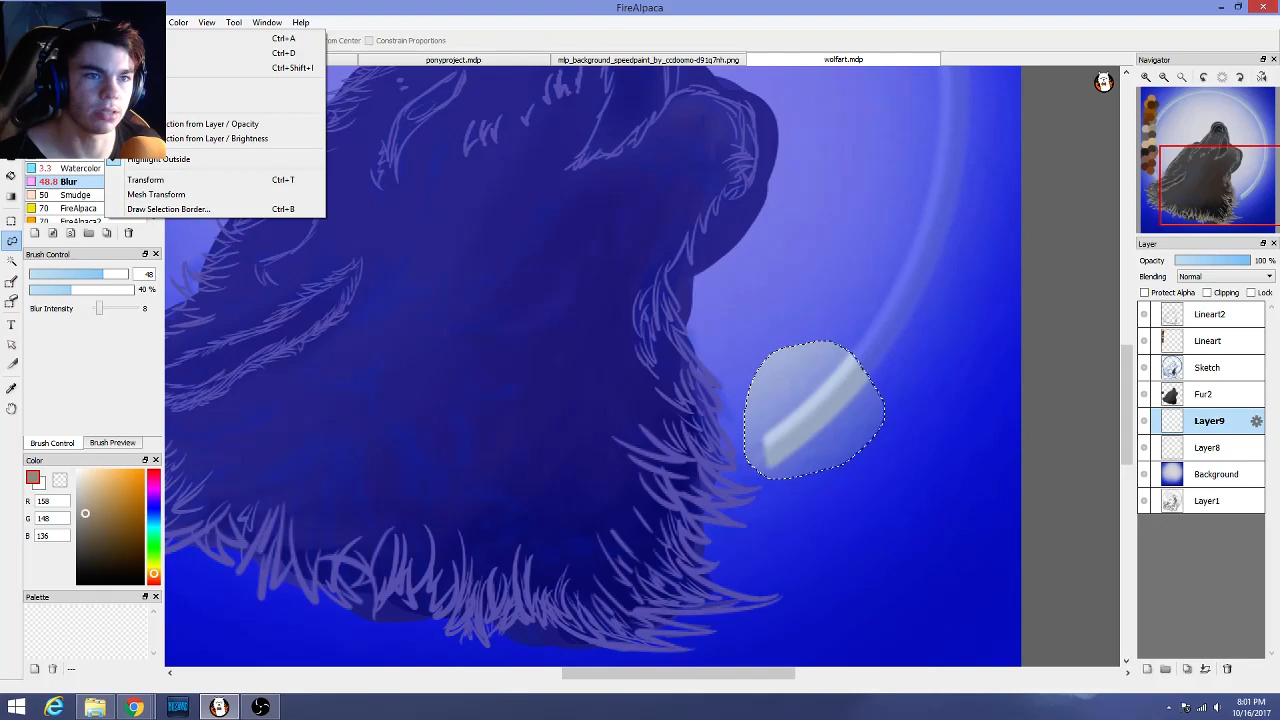 FireAlpaca
Color View Tool Window Help
Ctrl+A
om Center Constrain Proportions
Ctrl+D
ponyproject.mdp mlp_background_speedpaint_by_ccdoomo-d91q7nh.png wolfart.mdp
Ctrl+Shift+I
Navigator
ction from Layer / Opacity
ction from Layer / Brightness
Highlight Outside
3.3 Watercolor
48.8 Blur
Transform Ctrl+T
50 Smudge
Mesh Transform
70 FireAlpaca
Draw Selection Border... Ctrl+B
70 FireAlpaca2
Brush Control
48
40 %
Blur Intensity 8
Layer
Opacity 100 %
Blending Normal
Protect Alpha Clipping Lock
Lineart2
Lineart
Sketch
Fur2
Layer9
Layer8
Background
Layer1
Brush Control Brush Preview
Color
R 158
G 148
B 136
Palette
8:01 PM
10/16/2017